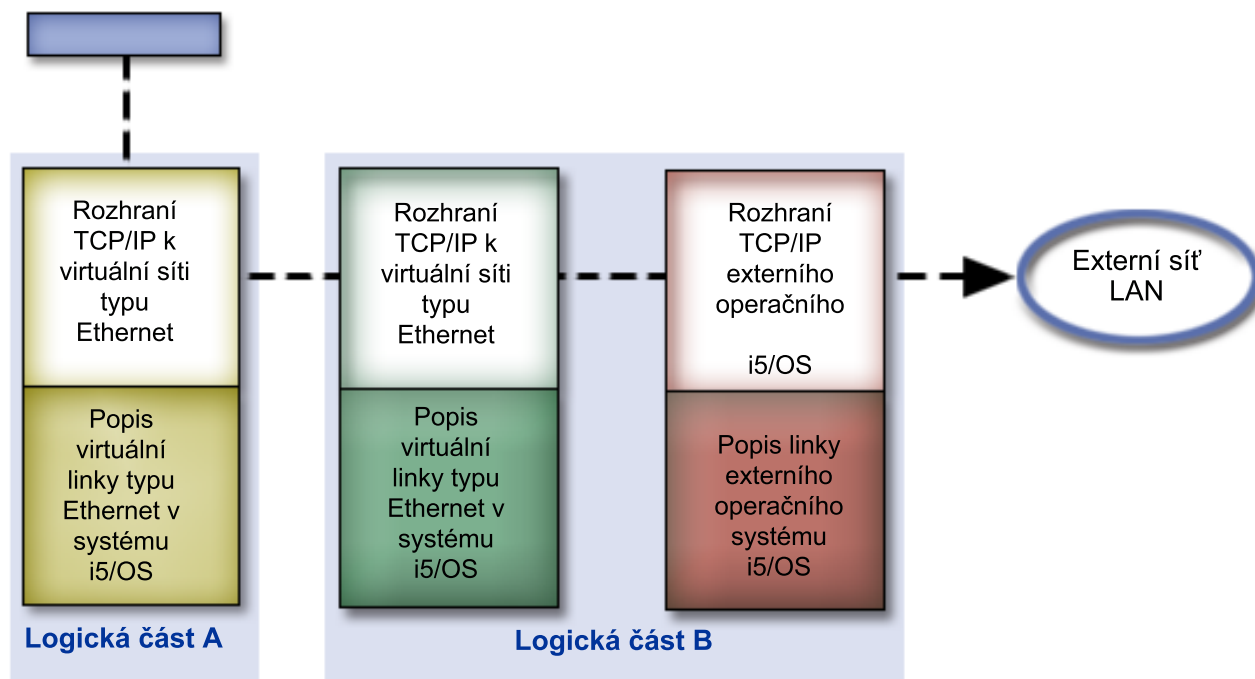 Rozhraní
TCP/IP k
virtuální síti
typu
Ethernet
Popis
virtuální
linky typu
Ethernet v
systému
i5/OS
Logická část A
Rozhraní
TCP/IP k
virtuální síti
typu
Ethernet
Popis
virtuální
linky typu
Ethernet v
systému
i5/OS
Rozhraní
TCP/IP
externího
operačního
i5/OS
Popis linky
externího
operačního
systému
i5/OS
Logická část B
Externí síť
LAN